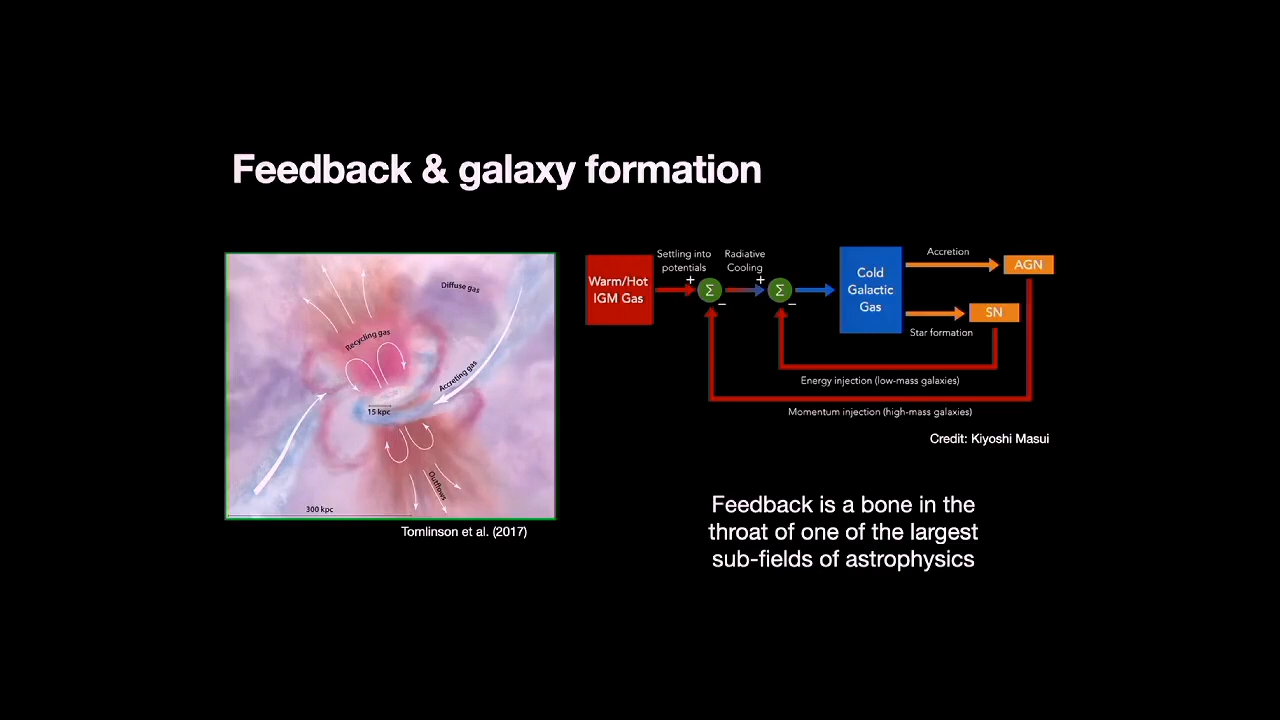 Feedback & galaxy formation
Diffuse gas
Recycling gas
Accreting gas
15 kpc
Outflows
300 kpc
Tomlinson et al. (2017)
Warm/Hot
IGM Gas
Settling into
potentials
+
Σ
−
Radiative
Cooling
+
Σ
−
Cold
Galactic
Gas
Accretion
AGN
SN
Star formation
Energy injection (low-mass galaxies)
Momentum injection (high-mass galaxies)
Credit: Kiyoshi Masui
Feedback is a bone in the
throat of one of the largest
sub-fields of astrophysics